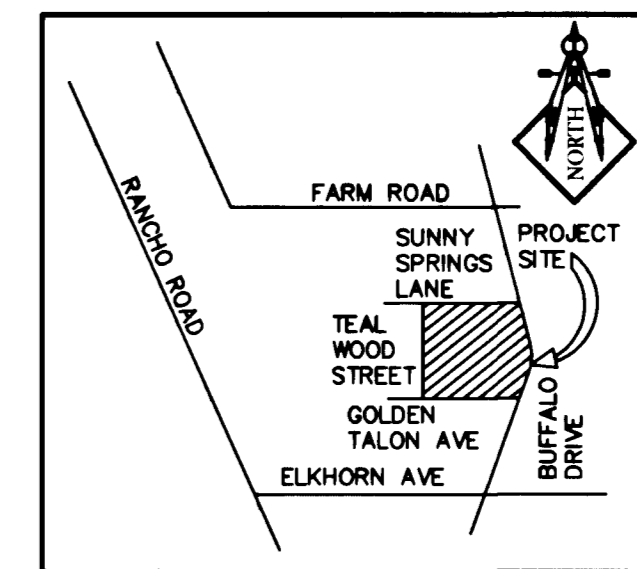 NORTH
FARM ROAD
RANCHO ROAD
SUNNY
SPRINGS
LANE
PROJECT
SITE
TEAL
WOOD
STREET
GOLDEN
TALON AVE
BUFFALO
DRIVE
ELKHORN AVE